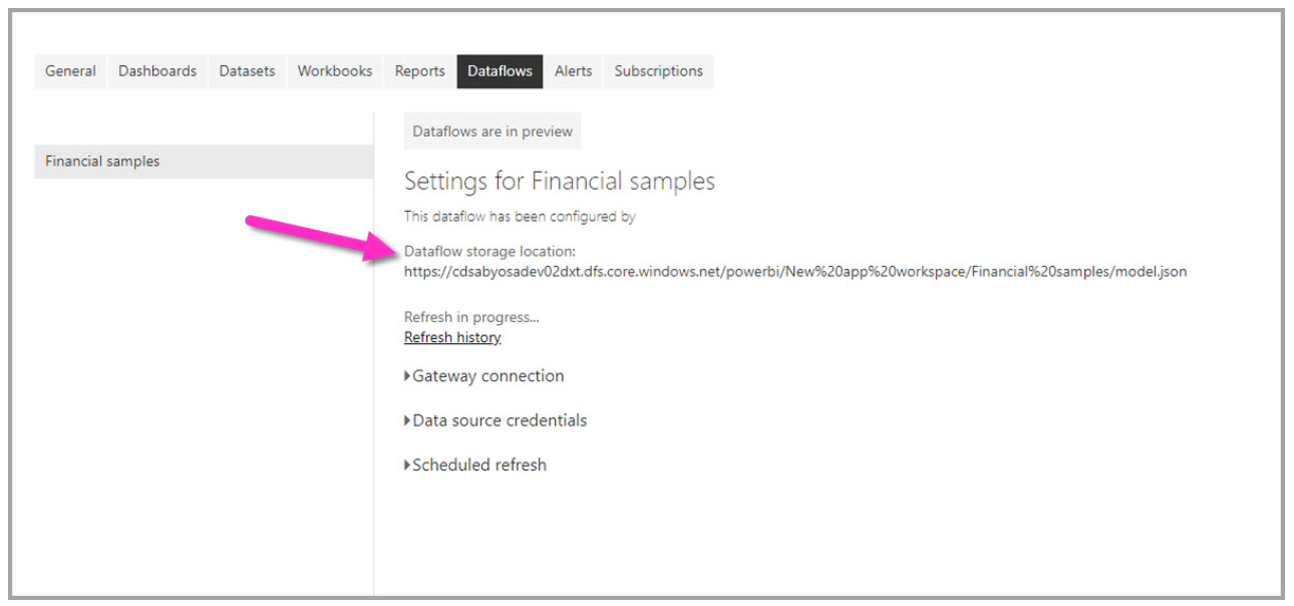 General Dashboards Datasets Workbooks Reports Dataflows Alerts Subscriptions
Financial samples
Dataflows are in preview
Settings for Financial samples
This dataflow has been configured by
Dataflow storage location:
https://cdsabyosadev02dxt.dfs.core.windows.net/powerbi/New%20app%20workspace/Financial%20samples/model.json
Refresh in progress...
Refresh history
Gateway connection
Data source credentials
Scheduled refresh